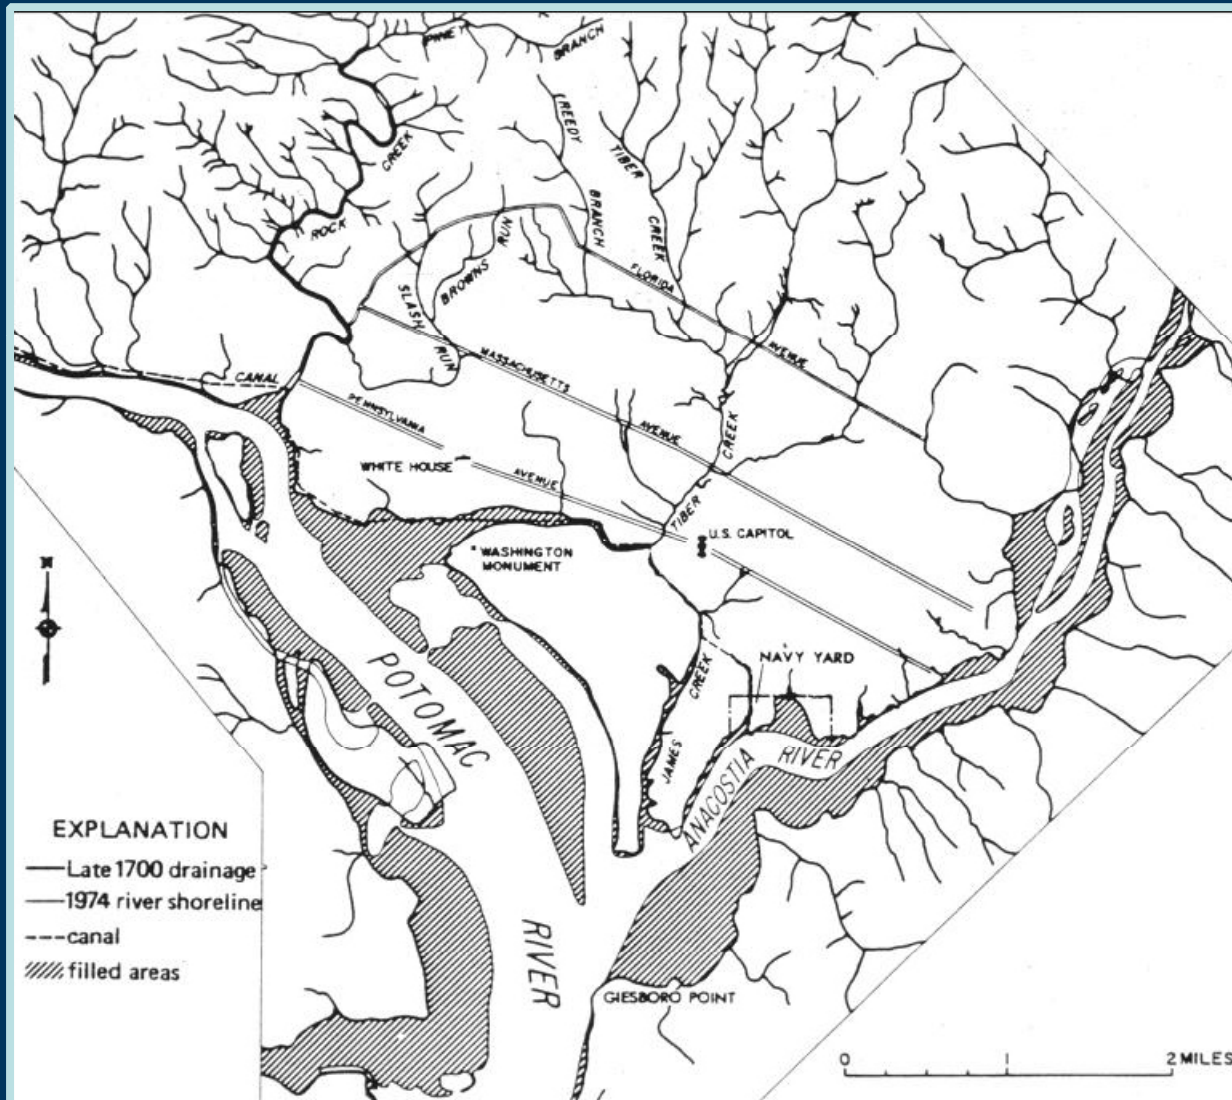 PINEY
BRANCH
REEDY
BRANCH
TIBER
CREEK
ROCK
CREEK
BROWNS
RUN
SLASH
RUN
FLORIDA
AVENUE
MASSACHUSETTS
AVENUE
CANAL
PENNSYLVANIA
AVENUE
WHITE HOUSE
TIBER
CREEK
U.S. CAPITOL
WASHINGTON
MONUMENT
N
NAVY YARD
JAMES
CREEK
POTOMAC
RIVER
ANACOSTIA
RIVER
GIESBORO POINT
EXPLANATION
Late 1700 drainage
1974 river shoreline
canal
filled areas
0 1 2 MILES